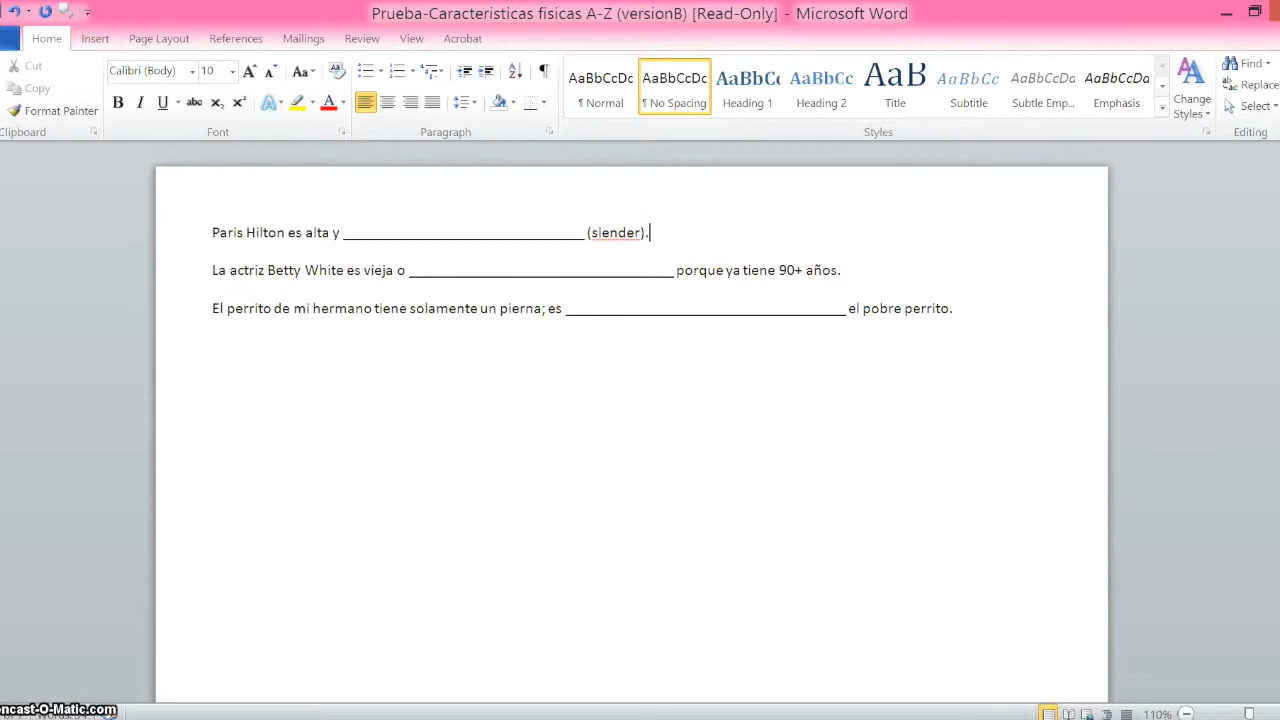 Prueba-Caracteristicas fisicas A-Z (versionB) [Read-Only] - Microsoft Word
Home Insert Page Layout References Mailings Review View Acrobat
Cut
Copy
Format Painter
Clipboard
Calibri (Body) 10
Font
Paragraph
AaBbCcDc AaBbCcDc AaBbCc AaBbCc AaB AaBbCc AaBbCcDa AaBbCcDa
¶ Normal ¶ No Spacing Heading 1 Heading 2 Title Subtitle Subtle Emp... Emphasis
Change Styles
Styles
Find
Replace
Select
Editing
Paris Hilton es alta y ______________________________ (slender).
La actriz Betty White es vieja o _________________________________ porque ya tiene 90+ años.
El perrito de mi hermano tiene solamente un pierna; es ___________________________________ el pobre perrito.
ncast-O-Matic.com
110%